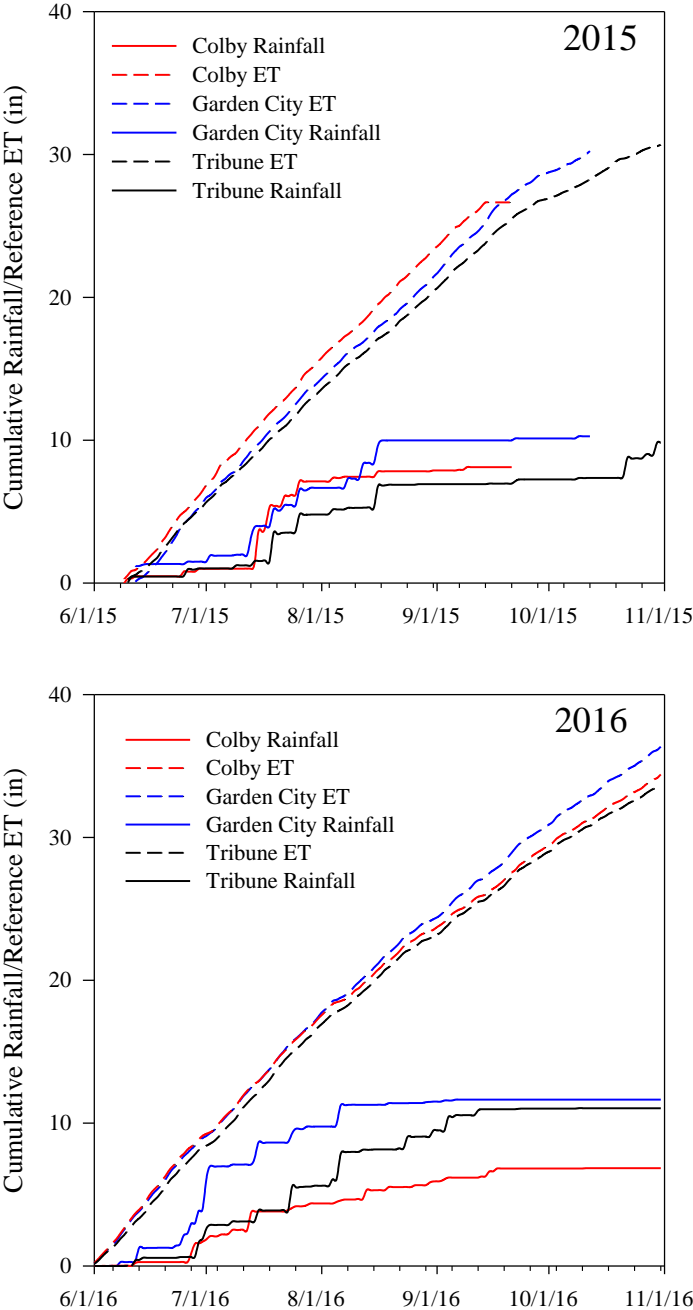 40
2015
Colby Rainfall
Colby ET
Garden City ET
Garden City Rainfall
Tribune ET
Tribune Rainfall
30
20
10
0
Cumulative Rainfall/Reference ET (in)
6/1/15 7/1/15 8/1/15 9/1/15 10/1/15 11/1/15
40
2016
Colby Rainfall
Colby ET
Garden City ET
Garden City Rainfall
Tribune ET
Tribune Rainfall
30
20
10
0
Cumulative Rainfall/Reference ET (in)
6/1/16 7/1/16 8/1/16 9/1/16 10/1/16 11/1/16